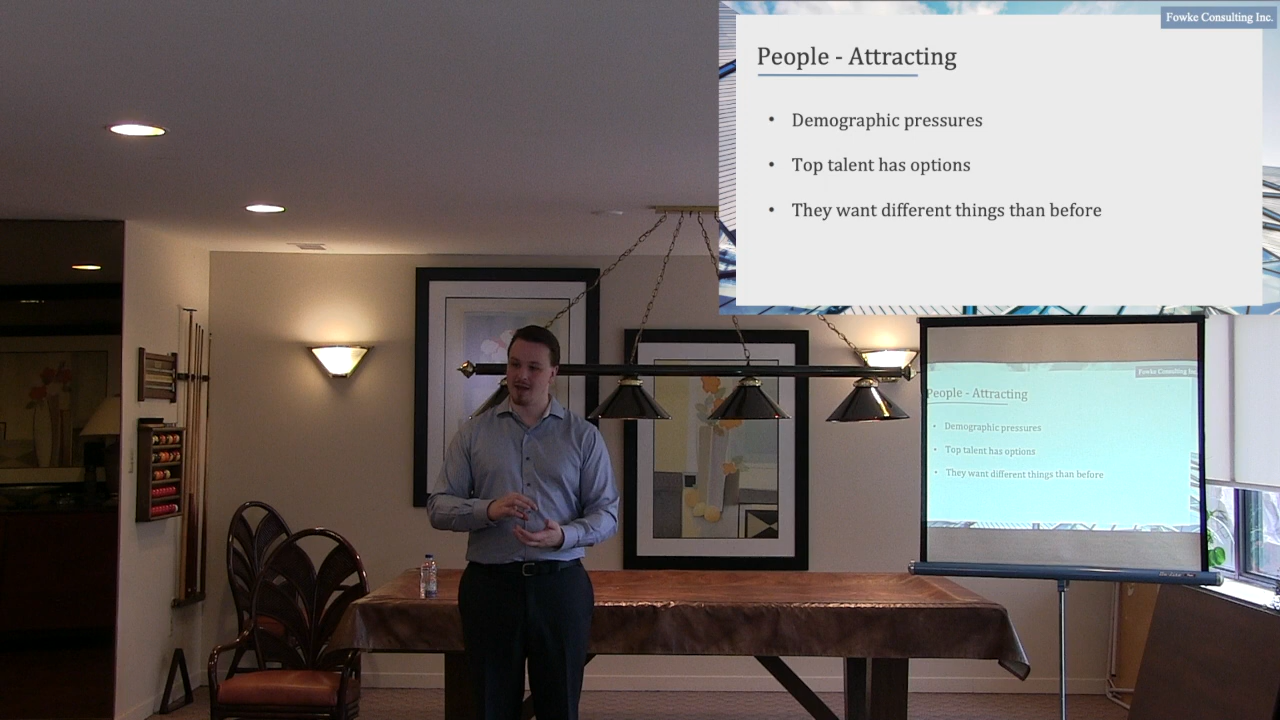 Fowke Consulting Inc.
People - Attracting
• Demographic pressures
• Top talent has options
• They want different things than before
Fowke Consulting Inc.
People - Attracting
• Demographic pressures
• Top talent has options
• They want different things than before